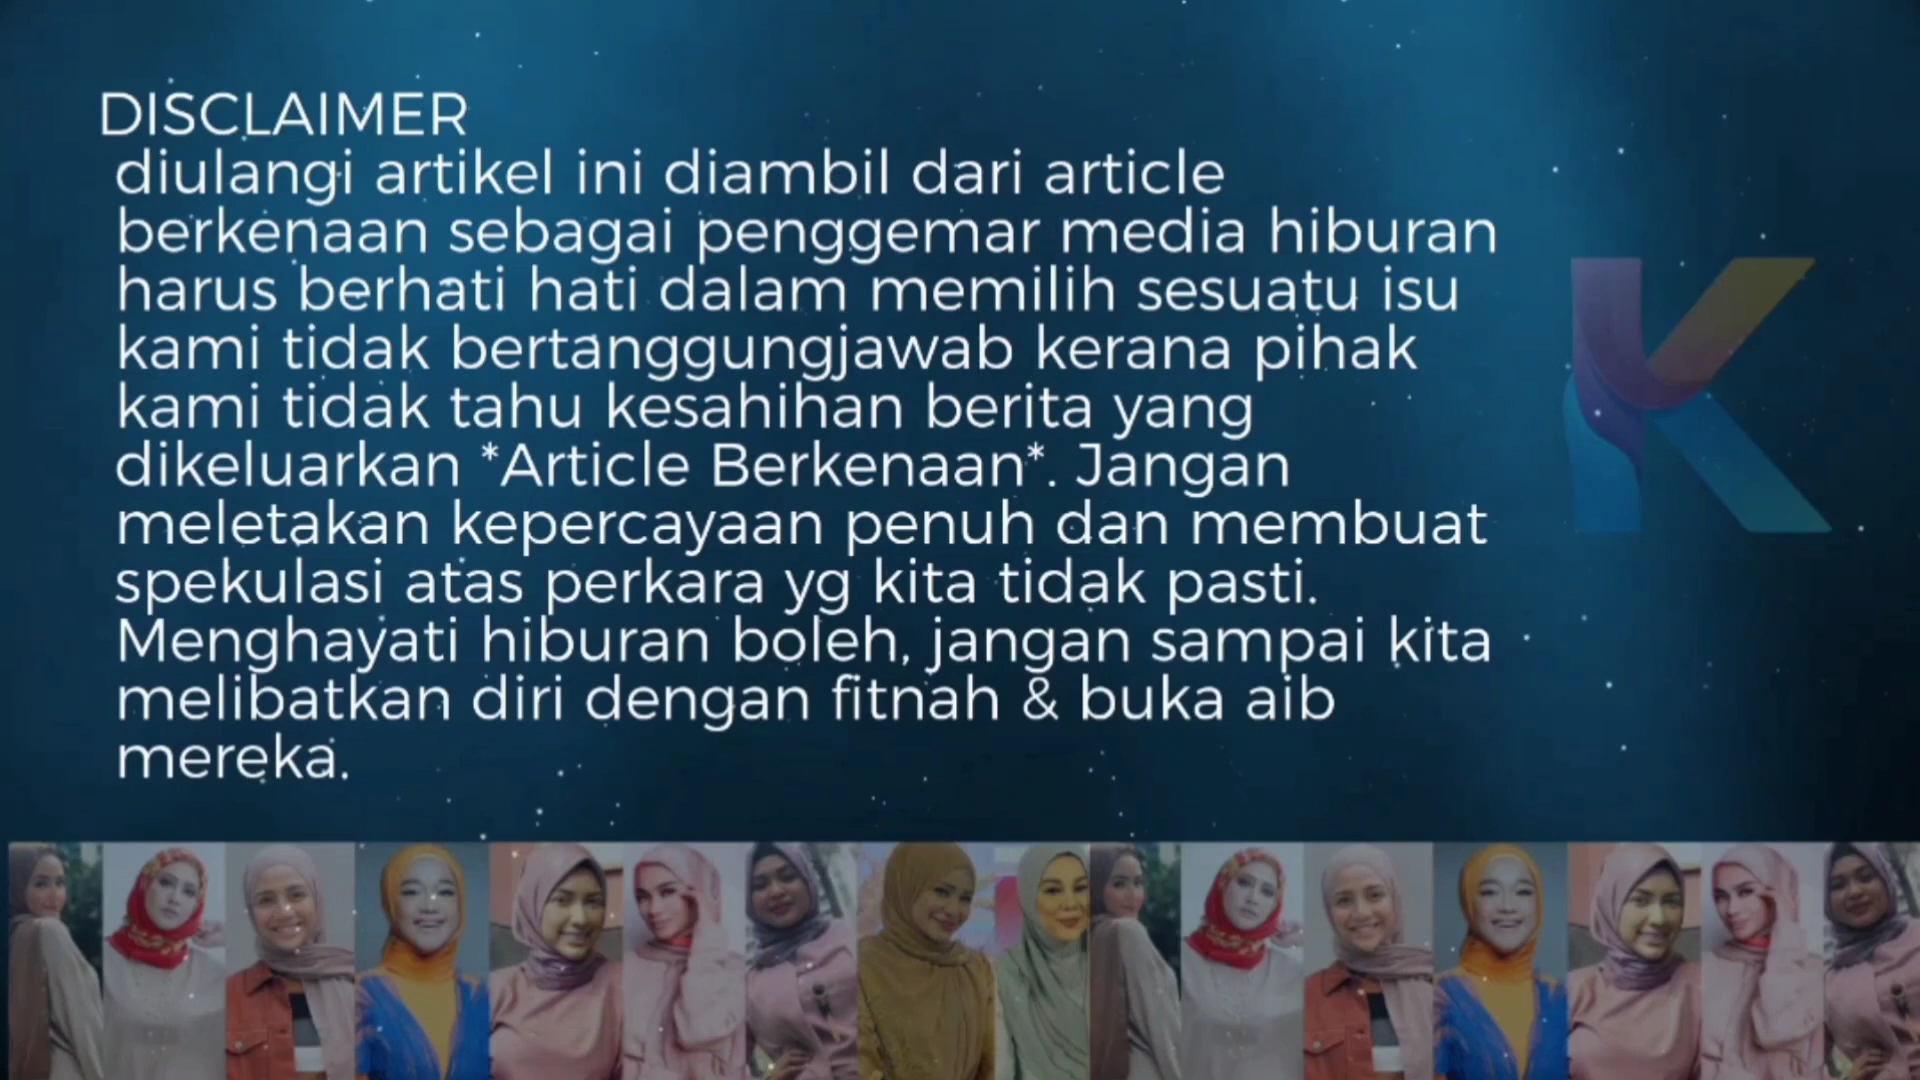 DISCLAIMER
diulangi artikel ini diambil dari article
berkenaan sebagai penggemar media hiburan
harus berhati hati dalam memilih sesuatu isu
kami tidak bertanggungjawab kerana pihak
kami tidak tahu kesahihan berita yang
dikeluarkan *Article Berkenaan*. Jangan
meletakan kepercayaan penuh dan membuat
spekulasi atas perkara yg kita tidak pasti.
Menghayati hiburan boleh, jangan sampai kita
melibatkan diri dengan fitnah & buka aib
mereka.
K